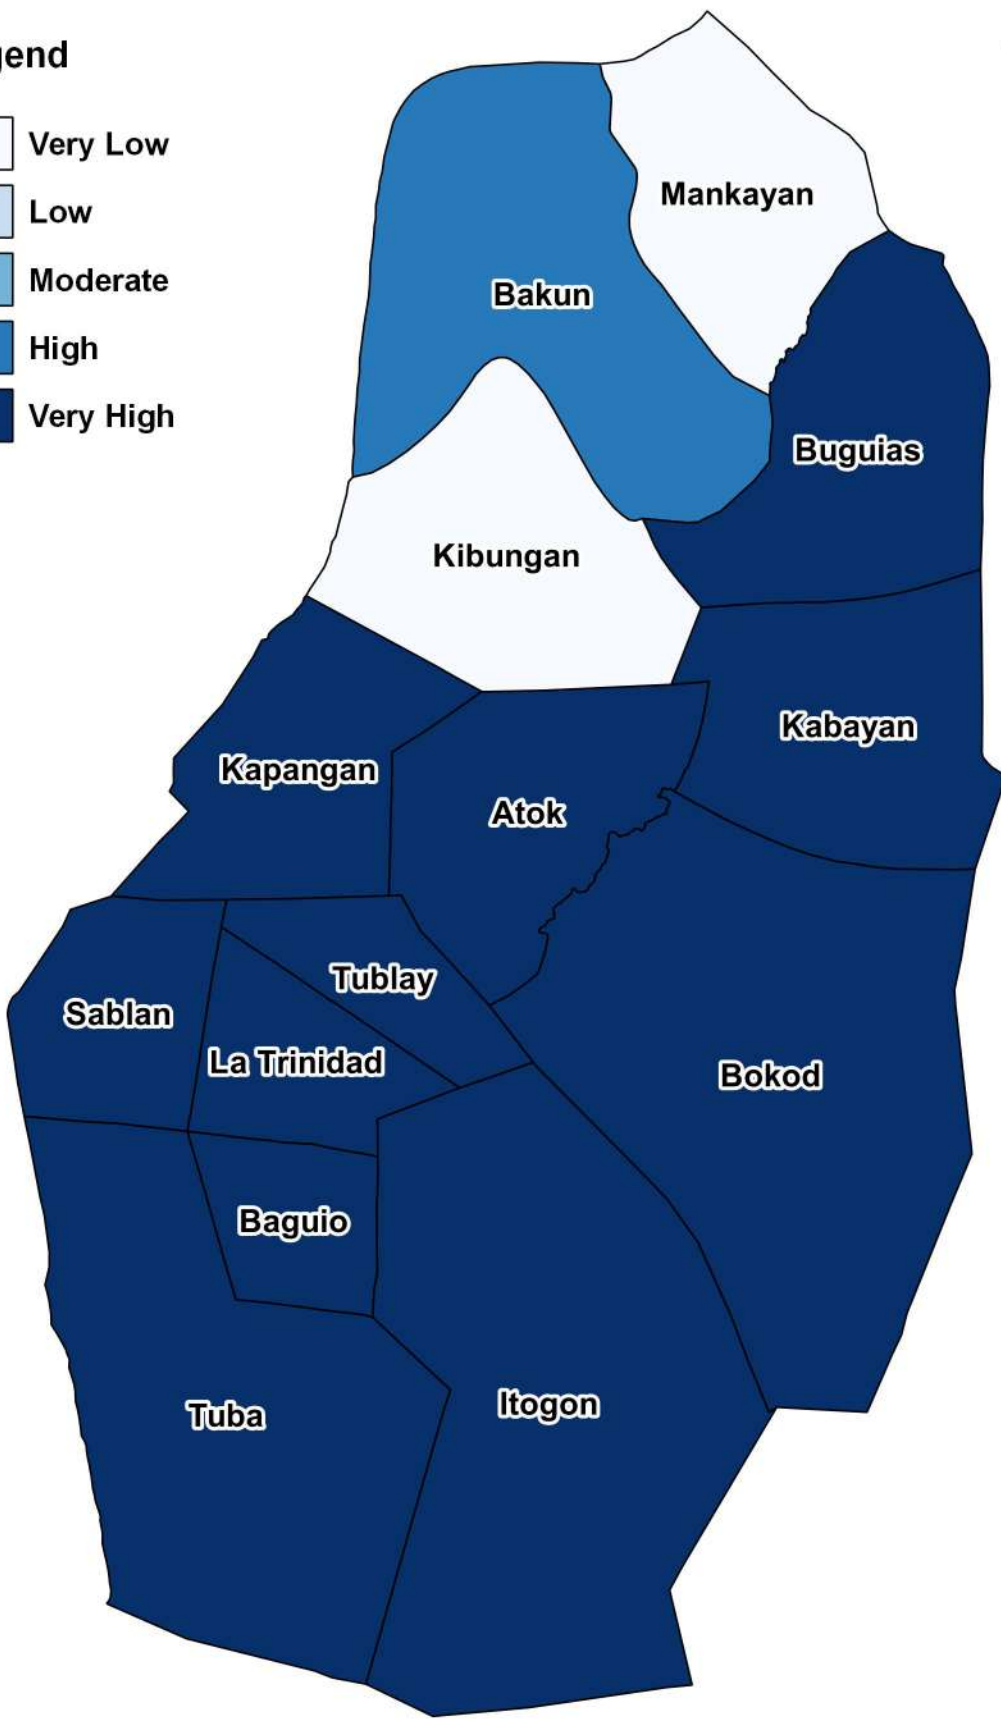 gend
Very Low
Low
Moderate
High
Very High
Mankayan
Bakun
Buguias
Kibungan
Kabayan
Kapangan
Atok
Tublay
Sablan
La Trinidad
Bokod
Baguio
Itogon
Tuba